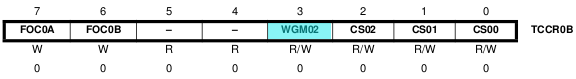 7 6 5 4 3 2 1 0
FOC0A FOC0B – – WGM02 CS02 CS01 CS00 TCCR0B
W W R R R/W R/W R/W R/W
0 0 0 0 0 0 0 0